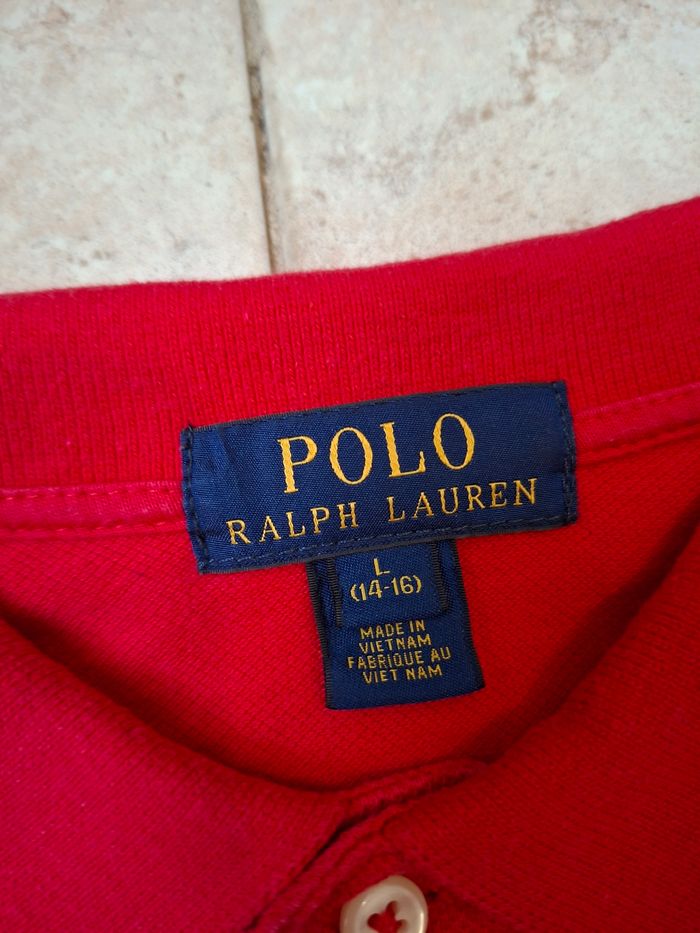 POLO
RALPH LAUREN
L
(14-16)
MADE IN
VIETNAM
FABRIQUE AU
VIET NAM